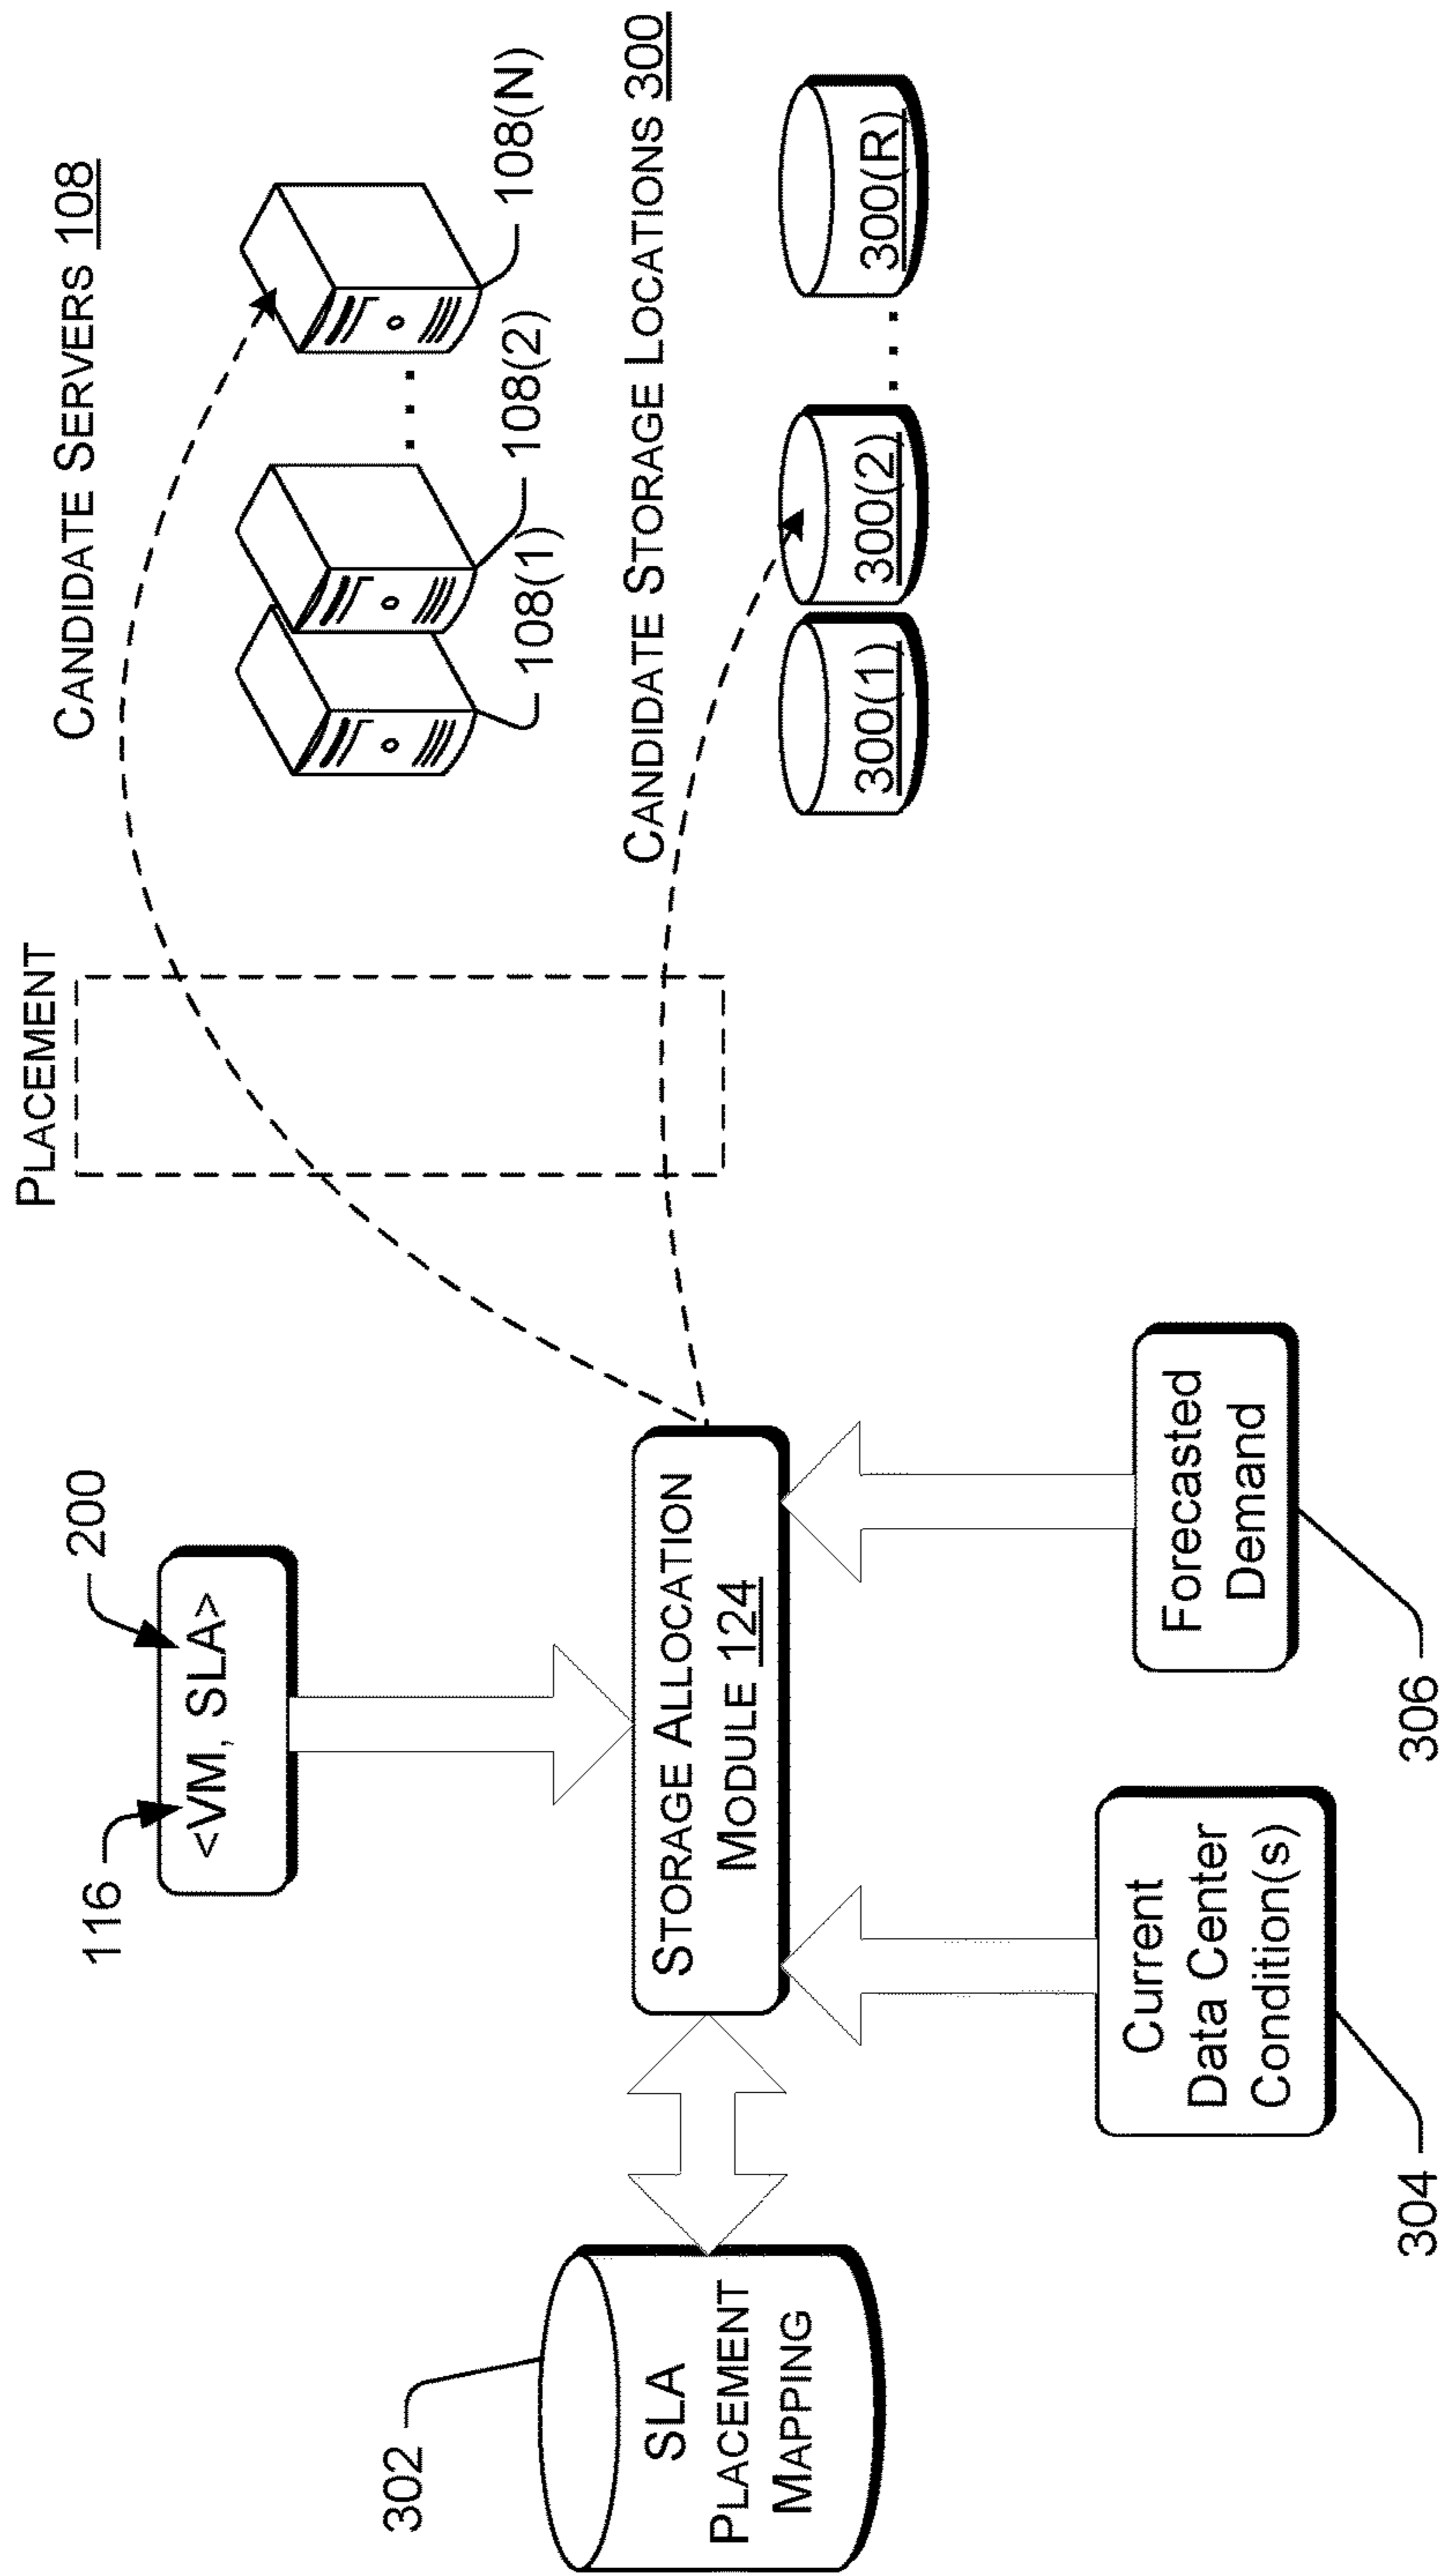 PLACEMENT
CANDIDATE SERVERS 108
116
200
<VM, SLA>
108(1)
108(2)
108(N)
302
SLA
PLACEMENT
MAPPING
STORAGE ALLOCATION
MODULE 124
CANDIDATE STORAGE LOCATIONS 300
300(1)
300(2)
300(R)
Current
Data Center
Condition(s)
Forecasted
Demand
304
306